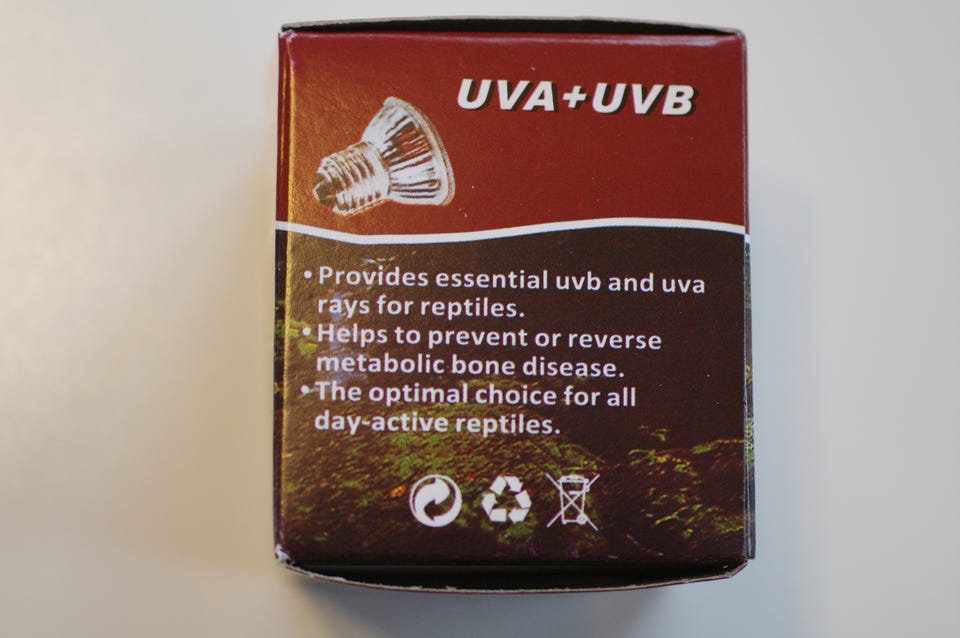 UVA+UVB
• Provides essential uvb and uva
rays for reptiles.
• Helps to prevent or reverse
metabolic bone disease.
• The optimal choice for all
day-active reptiles.